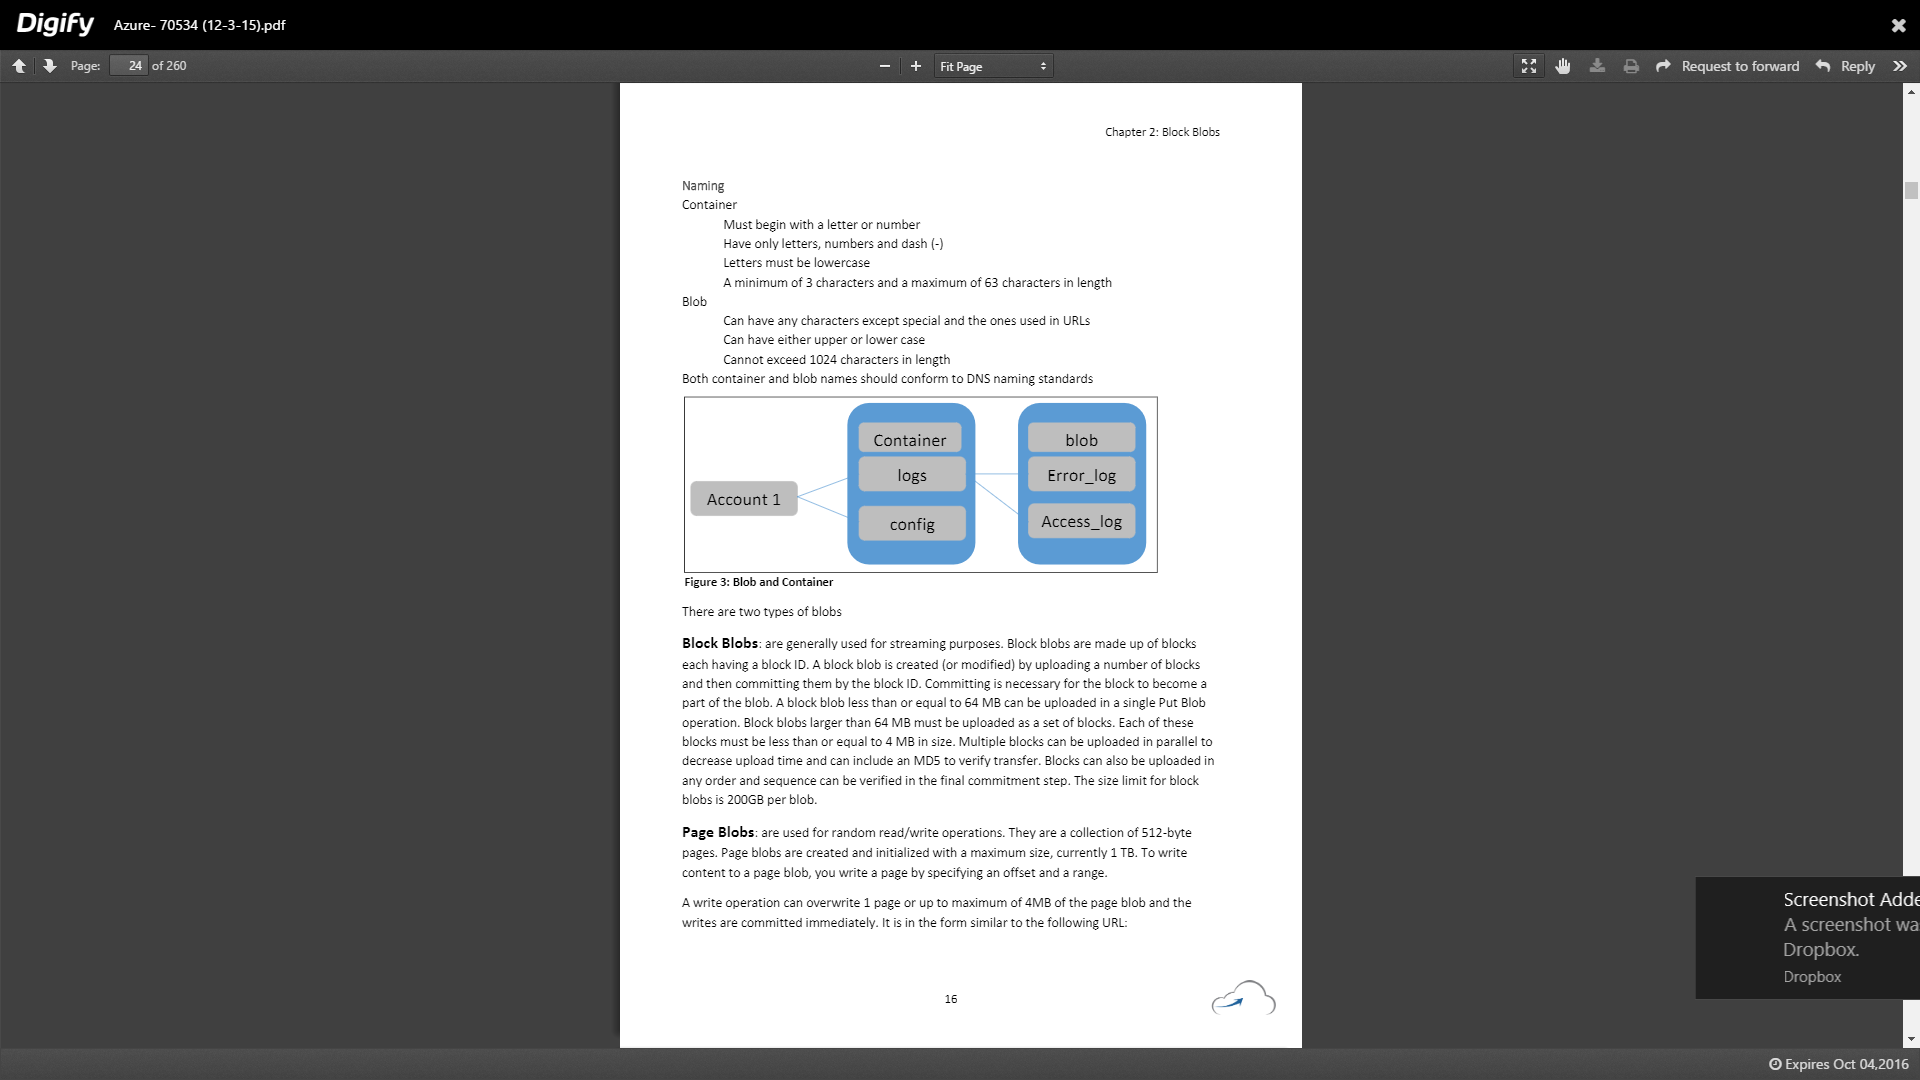 Digify Azure- 70534 (12-3-15).pdf
Page: 24 of 260 Fit Page Request to forward Reply
Chapter 2: Block Blobs
Naming
Container
Must begin with a letter or number
Have only letters, numbers and dash (-)
Letters must be lowercase
A minimum of 3 characters and a maximum of 63 characters in length
Blob
Can have any characters except special and the ones used in URLs
Can have either upper or lower case
Cannot exceed 1024 characters in length
Both container and blob names should conform to DNS naming standards
Account 1
Container
logs
config
blob
Error_log
Access_log
Figure 3: Blob and Container
There are two types of blobs
Block Blobs: are generally used for streaming purposes. Block blobs are made up of blocks
each having a block ID. A block blob is created (or modified) by uploading a number of blocks
and then committing them by the block ID. Committing is necessary for the block to become a
part of the blob. A block blob less than or equal to 64 MB can be uploaded in a single Put Blob
operation. Block blobs larger than 64 MB must be uploaded as a set of blocks. Each of these
blocks must be less than or equal to 4 MB in size. Multiple blocks can be uploaded in parallel to
decrease upload time and can include an MD5 to verify transfer. Blocks can also be uploaded in
any order and sequence can be verified in the final commitment step. The size limit for block
blobs is 200GB per blob.
Page Blobs: are used for random read/write operations. They are a collection of 512-byte
pages. Page blobs are created and initialized with a maximum size, currently 1 TB. To write
content to a page blob, you write a page by specifying an offset and a range.
A write operation can overwrite 1 page or up to maximum of 4MB of the page blob and the
writes are committed immediately. It is in the form similar to the following URL:
16
Screenshot Adde
A screenshot was
Dropbox.
Dropbox
Expires Oct 04,2016